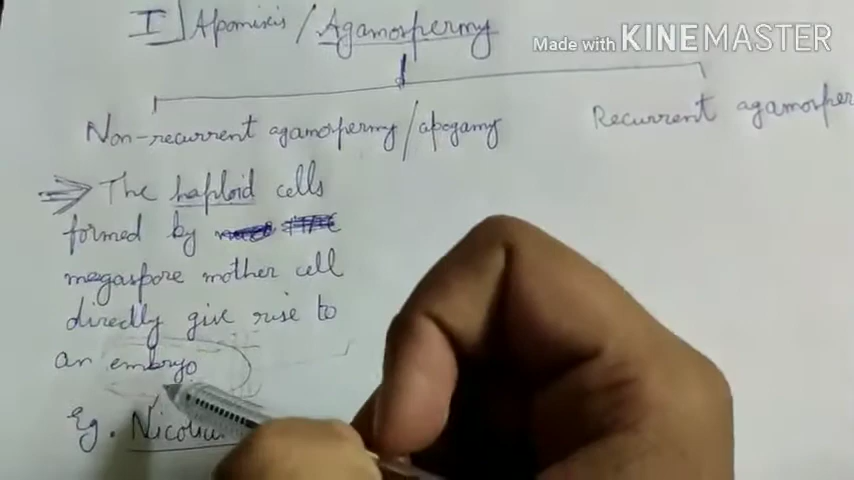 I] Apomixis / Agamospermy
Made with KINEMASTER
Non-recurrent agamospermy / apogamy
Recurrent agamosper
⇒ The haploid cells
formed by
megaspore mother cell
directly give rise to
an embryo
Eg. Nicotia